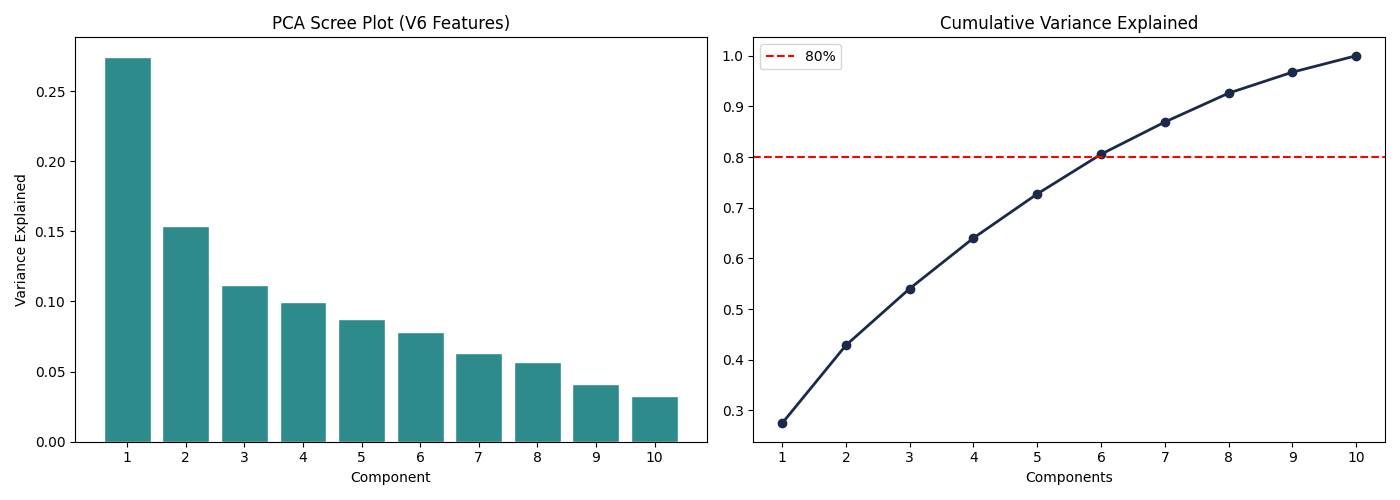 PCA Scree Plot (V6 Features)
Variance Explained
0.25
0.20
0.15
0.10
0.05
0.00
1 2 3 4 5 6 7 8 9 10
Component
Cumulative Variance Explained
80%
1.0
0.9
0.8
0.7
0.6
0.5
0.4
0.3
1 2 3 4 5 6 7 8 9 10
Components